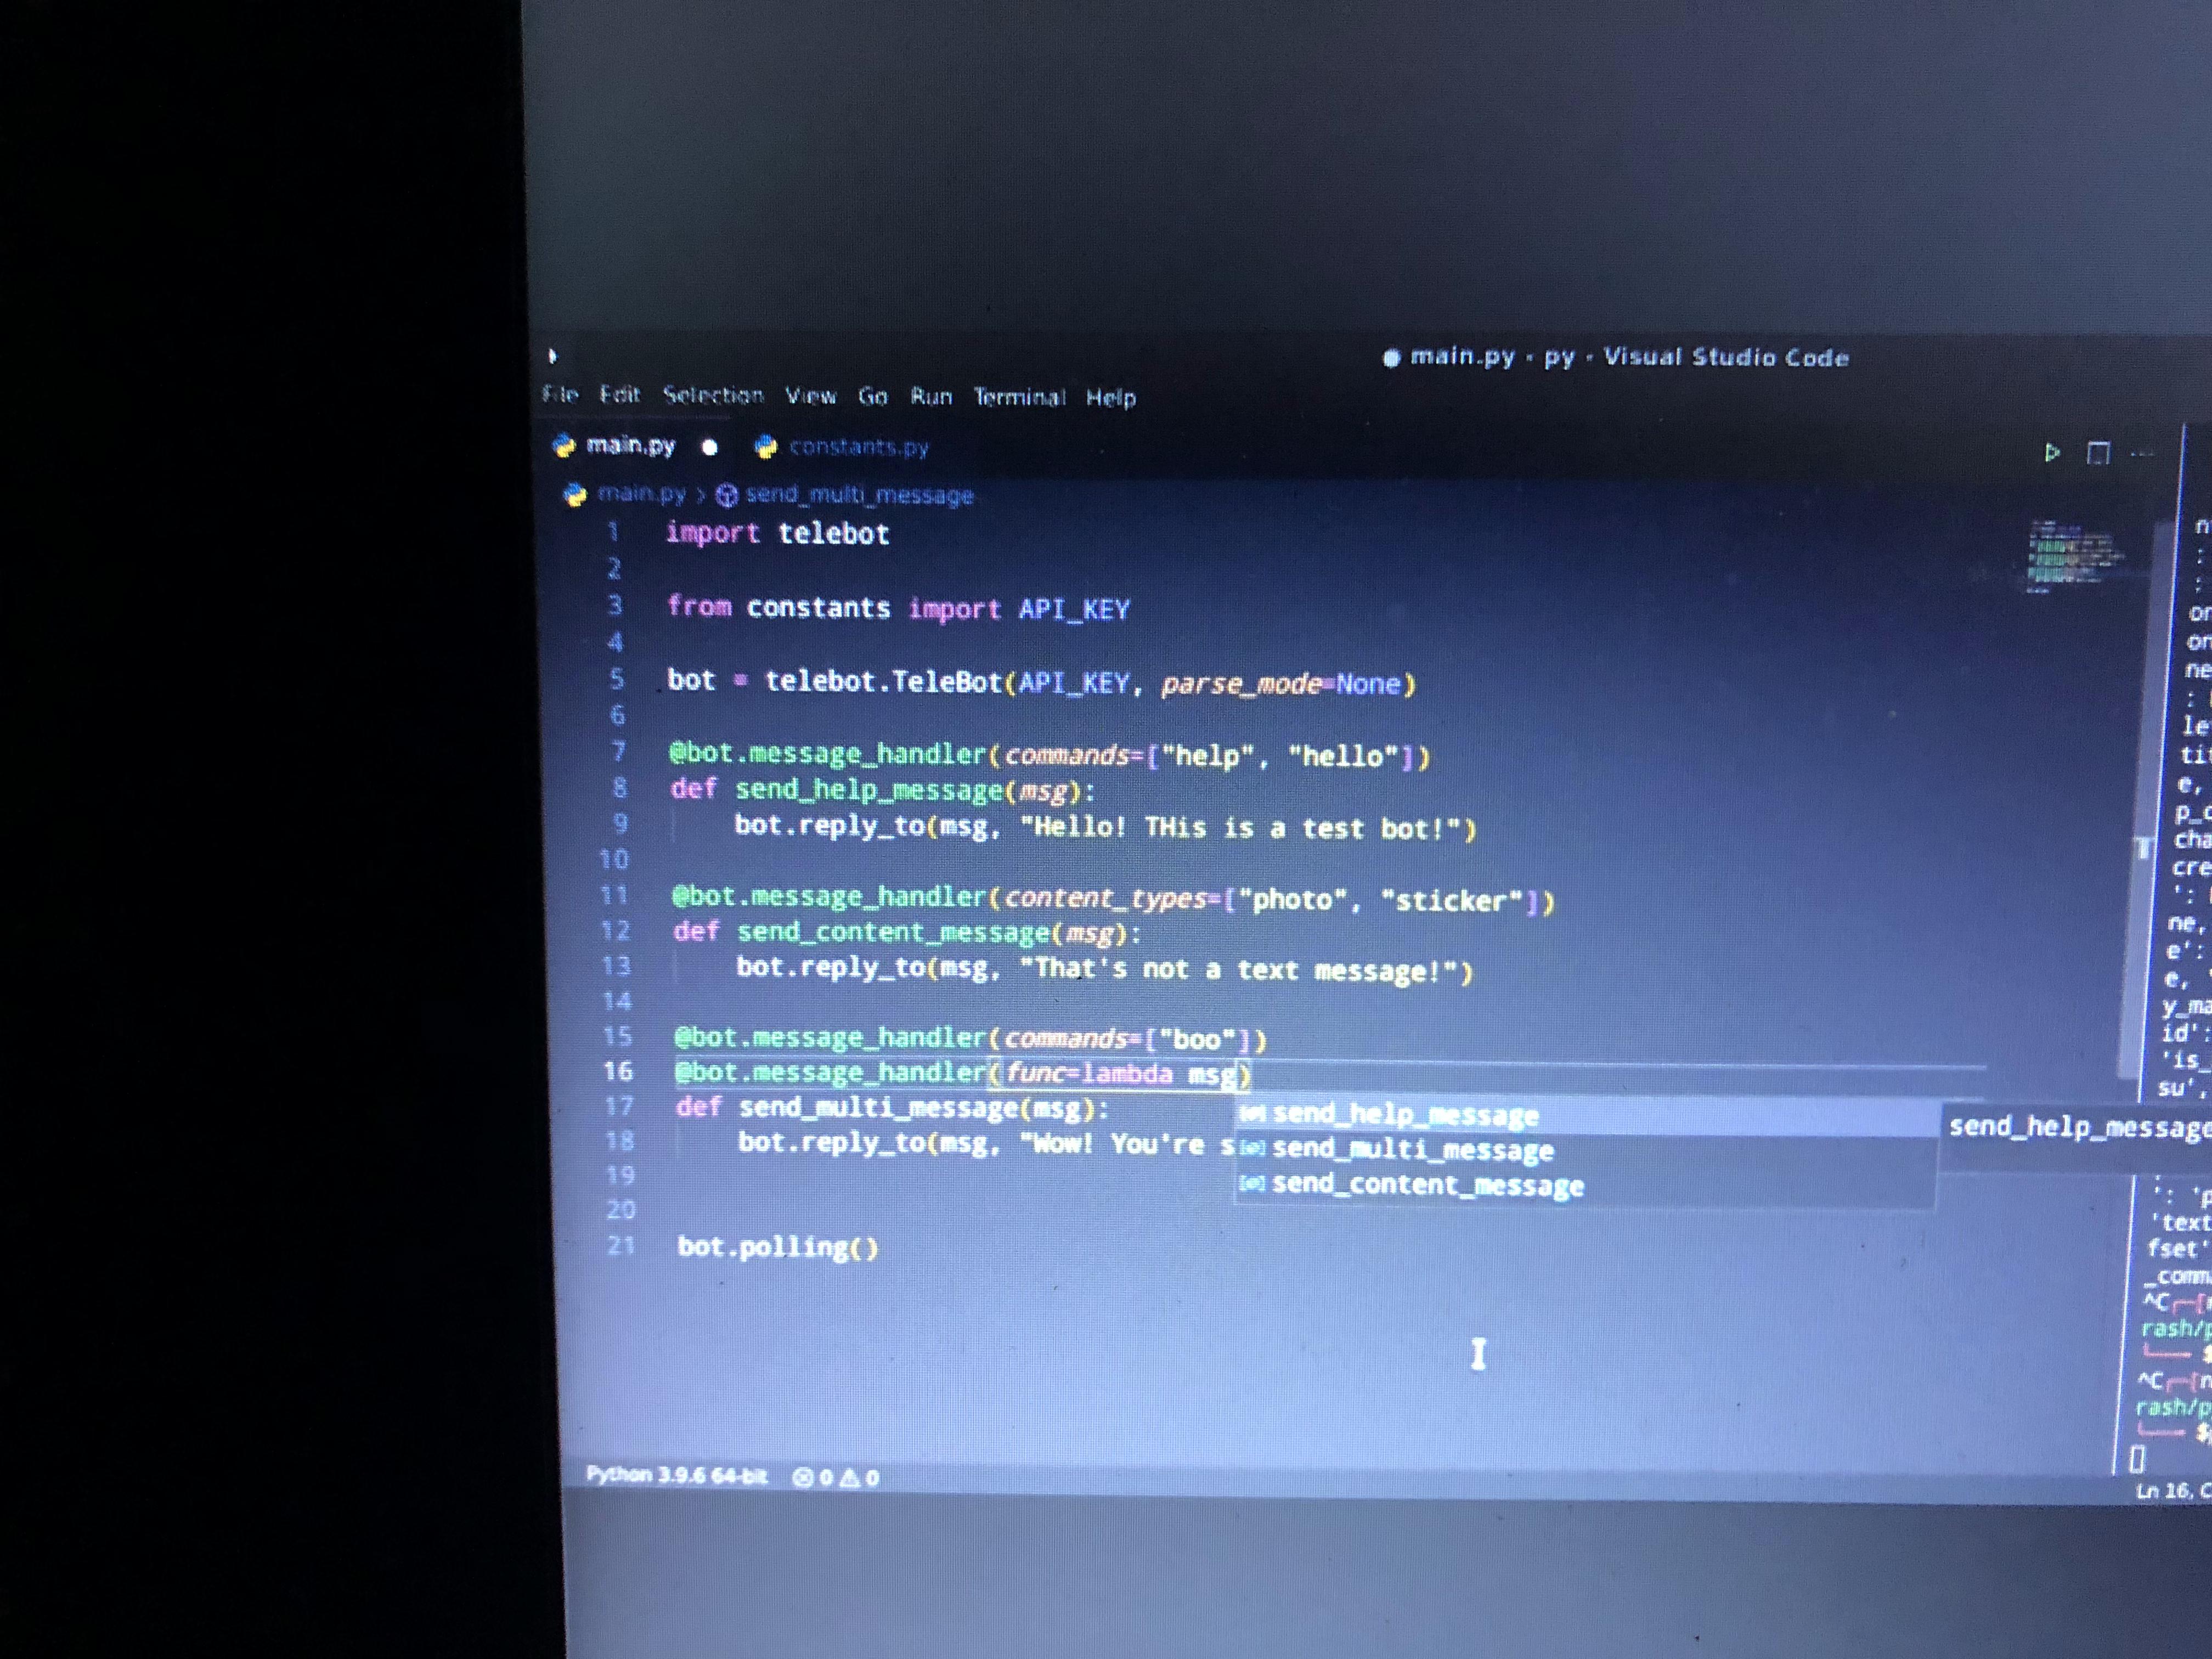 main.py - py - Visual Studio Code
File Edit Selection View Go Run Terminal Help
main.py constants.py
main.py > send_multi_message
1 import telebot
2
3 from constants import API_KEY
4
5 bot = telebot.TeleBot(API_KEY, parse_mode=None)
6
7 @bot.message_handler(commands=["help", "hello"])
8 def send_help_message(msg):
9 bot.reply_to(msg, "Hello! THis is a test bot!")
10
11 @bot.message_handler(content_types=["photo", "sticker"])
12 def send_content_message(msg):
13 bot.reply_to(msg, "That's not a text message!")
14
15 @bot.message_handler(commands=["boo"])
16 @bot.message_handler(func=lambda msg)
17 def send_multi_message(msg):
18 bot.reply_to(msg, "Wow! You're s
19
20
21 bot.polling()
send_help_message
send_multi_message
send_content_message
send_help_message
on
on
ne
: 
le
tit
e,
p_c
cha
cre
': 
ne,
e':
e, '
y_ma
id':
'is_
su',
': 'p
'text
fset'
_comm
^C
rash/p
$
^C
rash/p
$
Python 3.9.6 64-bit 0 0
Ln 16, C